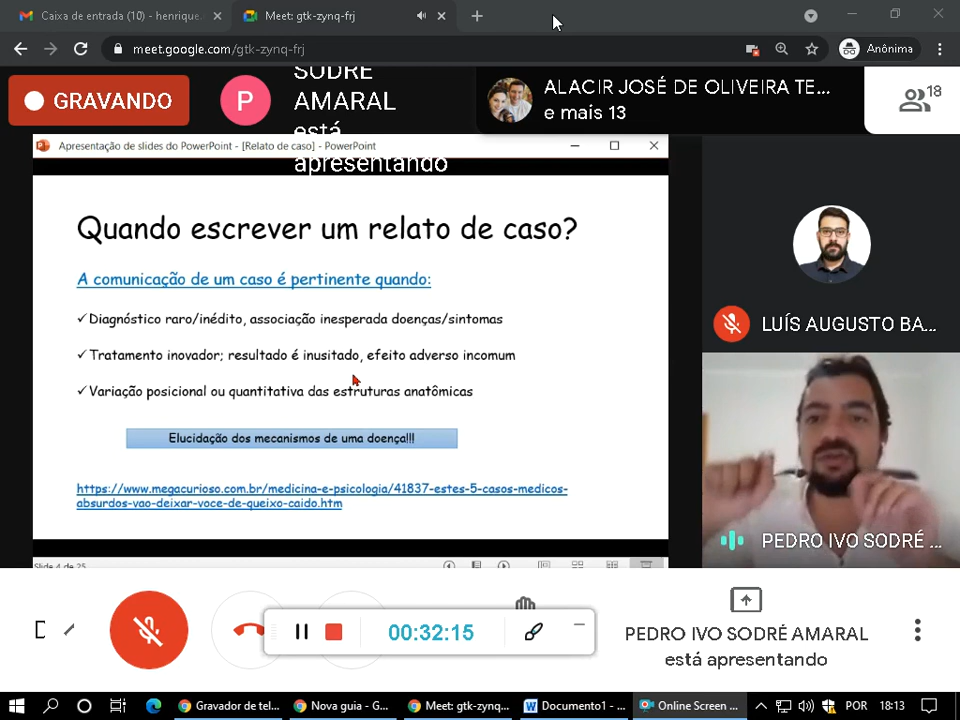 Caixa de entrada (10) - henrique.
Meet: gtk-zynq-frj
meet.google.com/gtk-zynq-frj
Anônima
GRAVANDO
P
SODRÉ
AMARAL
está
apresentando
ALACIR JOSÉ DE OLIVEIRA TE...
e mais 13
18
Apresentação de slides do PowerPoint - [Relato de caso] - PowerPoint
Quando escrever um relato de caso?
A comunicação de um caso é pertinente quando:
✓Diagnóstico raro/inédito, associação inesperada doenças/sintomas
✓Tratamento inovador; resultado é inusitado, efeito adverso incomum
✓Variação posicional ou quantitativa das estruturas anatômicas
Elucidação dos mecanismos de uma doença!!!
https://www.megacurioso.com.br/medicina-e-psicologia/41837-estes-5-casos-medicos-
absurdos-vao-deixar-voce-de-queixo-caido.htm
Slide 4 de 25
LUÍS AUGUSTO BA...
PEDRO IVO SODRÉ ...
00:32:15
PEDRO IVO SODRÉ AMARAL
está apresentando
Gravador de tel...
Nova guia - G...
Meet: gtk-zynq...
Documento1 - ...
Online Screen ...
POR
18:13